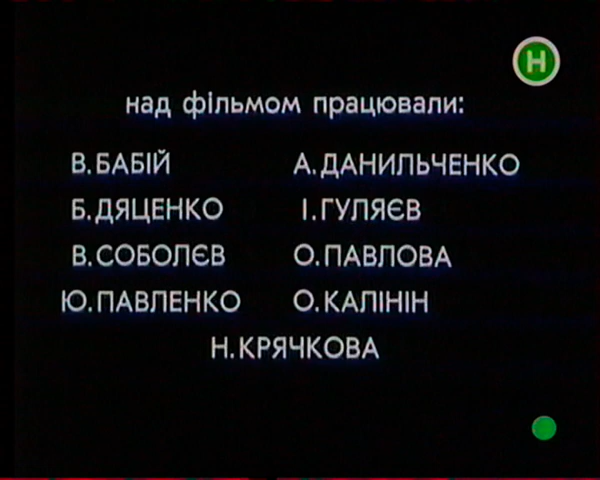 Н
над фільмом працювали:
В.БАБІЙ А.ДАНИЛЬЧЕНКО
Б.ДЯЦЕНКО І.ГУЛЯЄВ
В.СОБОЛЄВ О.ПАВЛОВА
Ю.ПАВЛЕНКО О.КАЛІНІН
Н.КРЯЧКОВА